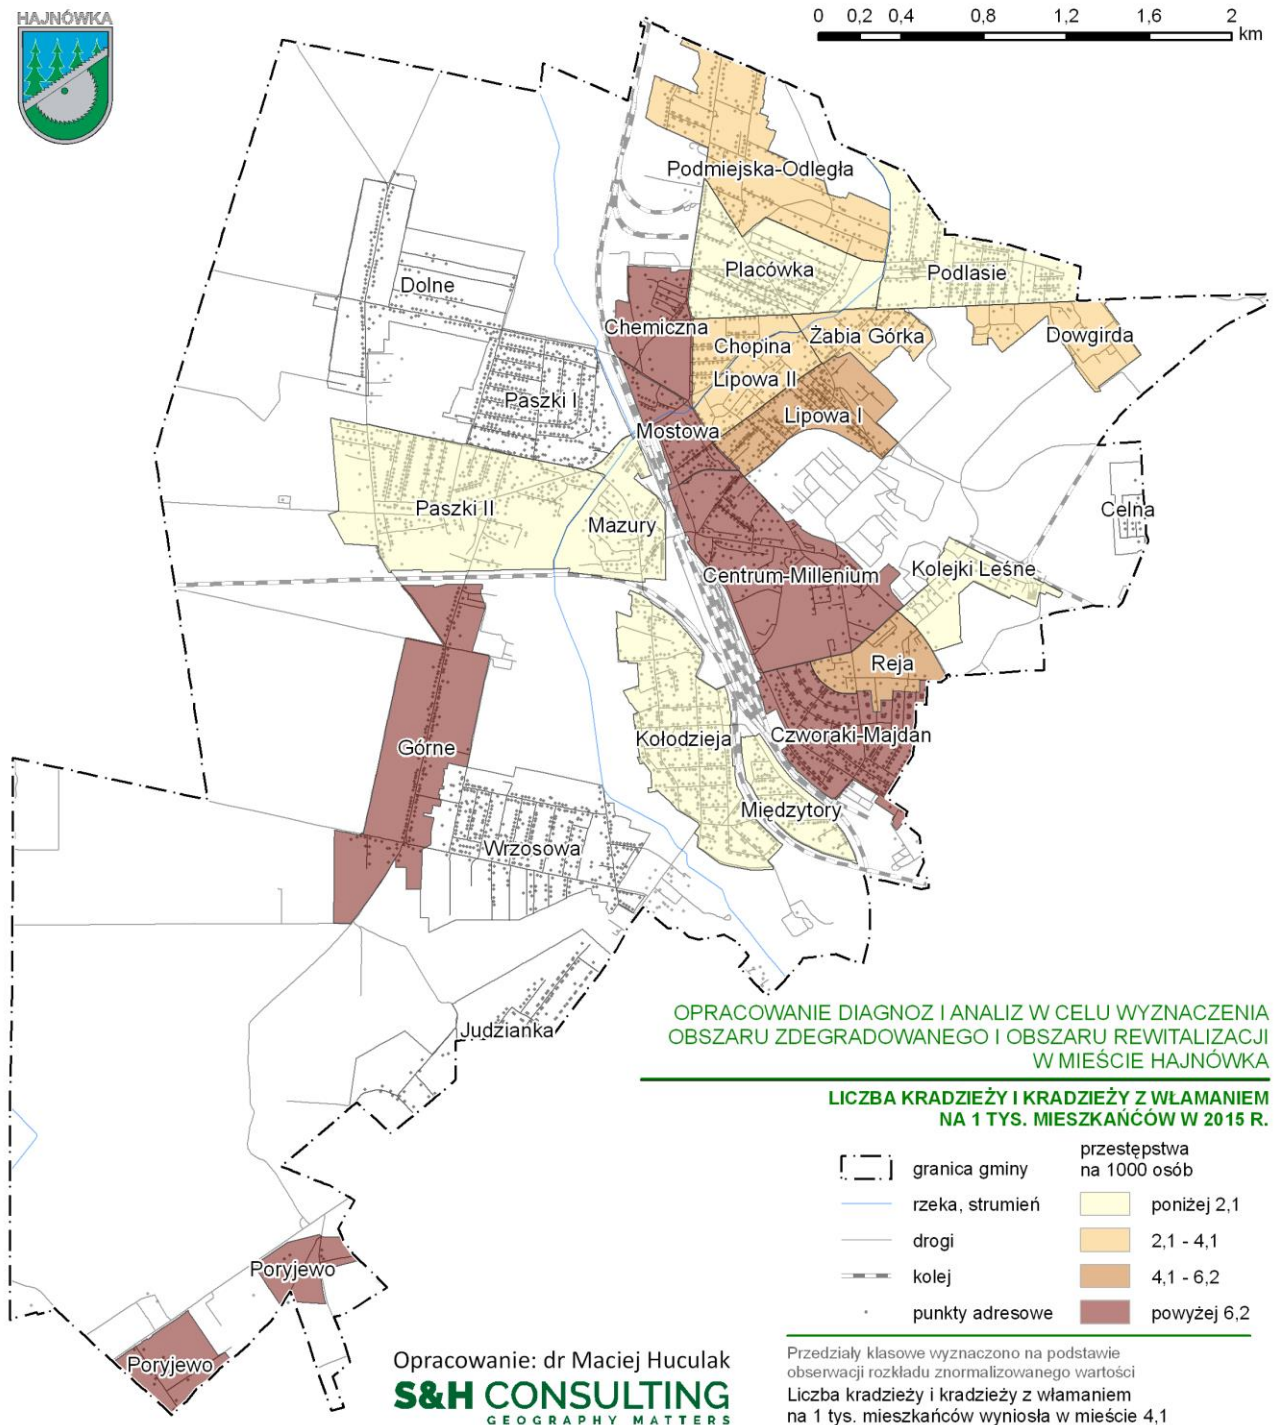 HAJNÓWKA
0 0,2 0,4 0,8 1,2 1,6 2
km
Podmiejska-Odległa
Placówka
Podlasie
Dolne
Chemiczna
Chopina
Żabia Górka
Dowgirda
Lipowa II
Paszki I
Lipowa I
Mostowa
Paszki II
Mazury
Celna
Centrum-Millenium
Kolejki Leśne
Reja
Górne
Kołodzieja
Czworaki-Majdan
Międzytory
Wrzosowa
Judzianka
Poryjewo
Poryjewo
OPRACOWANIE DIAGNOZ I ANALIZ W CELU WYZNACZENIA
OBSZARU ZDEGRADOWANEGO I OBSZARU REWITALIZACJI
W MIEŚCIE HAJNÓWKA
LICZBA KRADZIEŻY I KRADZIEŻY Z WŁAMANIEM
NA 1 TYS. MIESZKAŃĆÓW W 2015 R.
granica gminy
rzeka, strumień
drogi
kolej
punkty adresowe
przestępstwa
na 1000 osób
poniżej 2,1
2,1 - 4,1
4,1 - 6,2
powyżej 6,2
Przedziały klasowe wyznaczono na podstawie
obserwacji rozkładu znormalizowanego wartości
Liczba kradzieży i kradzieży z włamaniem
na 1 tys. mieszkańców wyniosła w mieście 4,1
Opracowanie: dr Maciej Huculak
S&H CONSULTING
GEOGRAPHY MATTERS